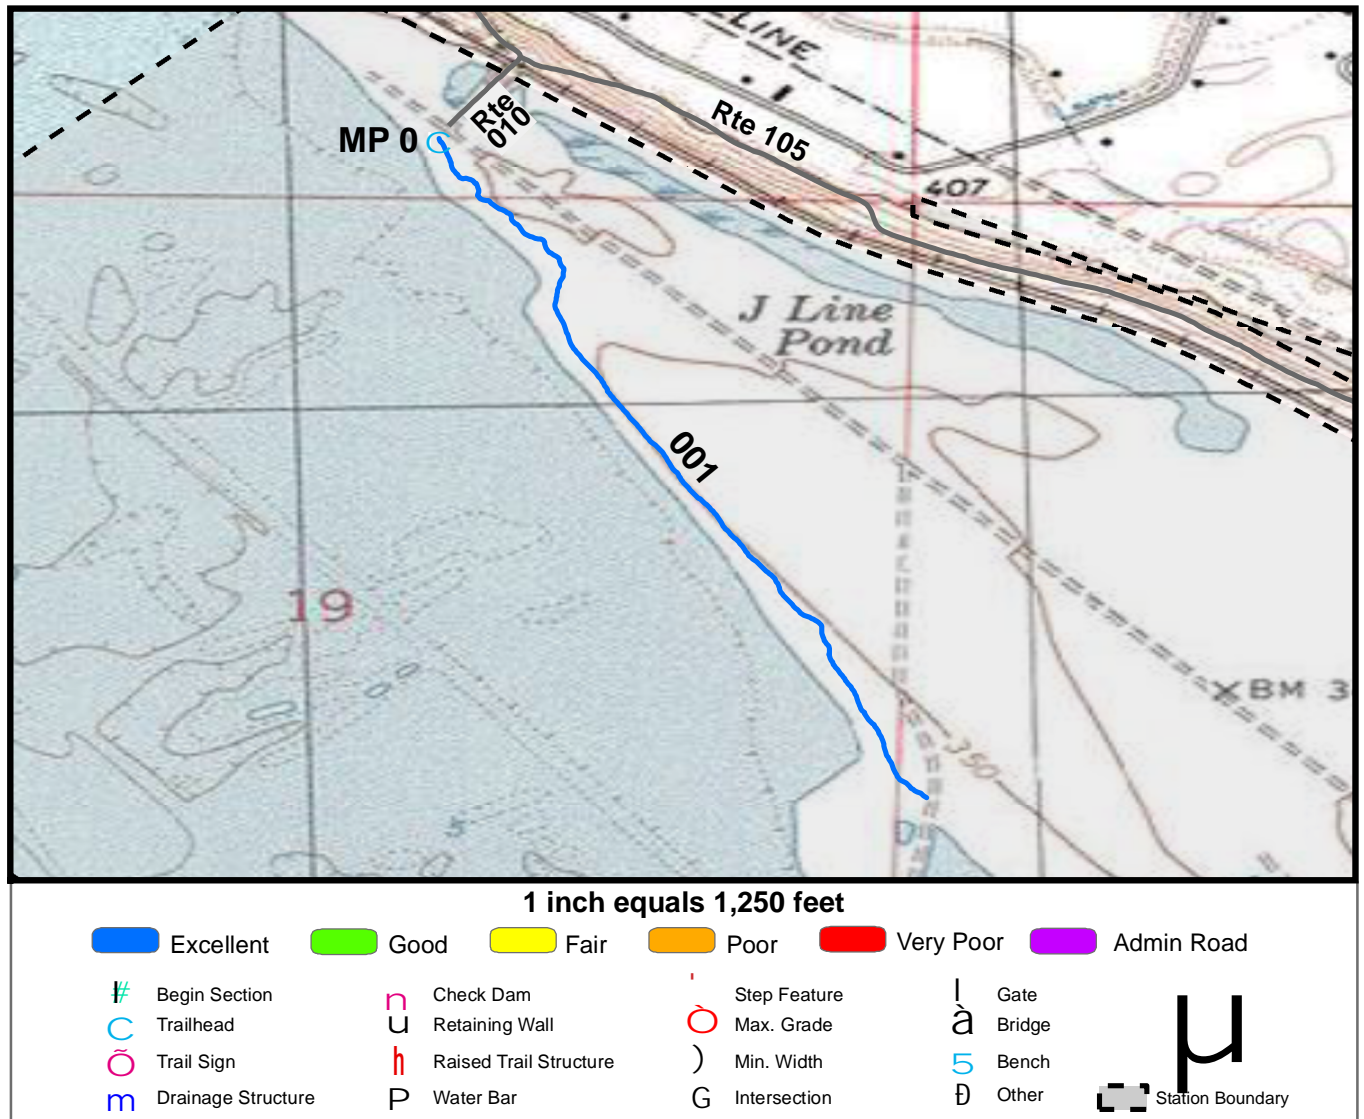 LINE
Rte
010
Rte 105
MP 0 C
407
J Line
Pond
001
19
XBM 3
350
5
1 inch equals 1,250 feet
Excellent
Good
Fair
Poor
Very Poor
Admin Road
# Begin Section
n Check Dam
' Step Feature
l Gate
C Trailhead
u Retaining Wall
Ò Max. Grade
à Bridge
Õ Trail Sign
h Raised Trail Structure
) Min. Width
5 Bench
m Drainage Structure
P Water Bar
G Intersection
Ð Other
µ
Station Boundary